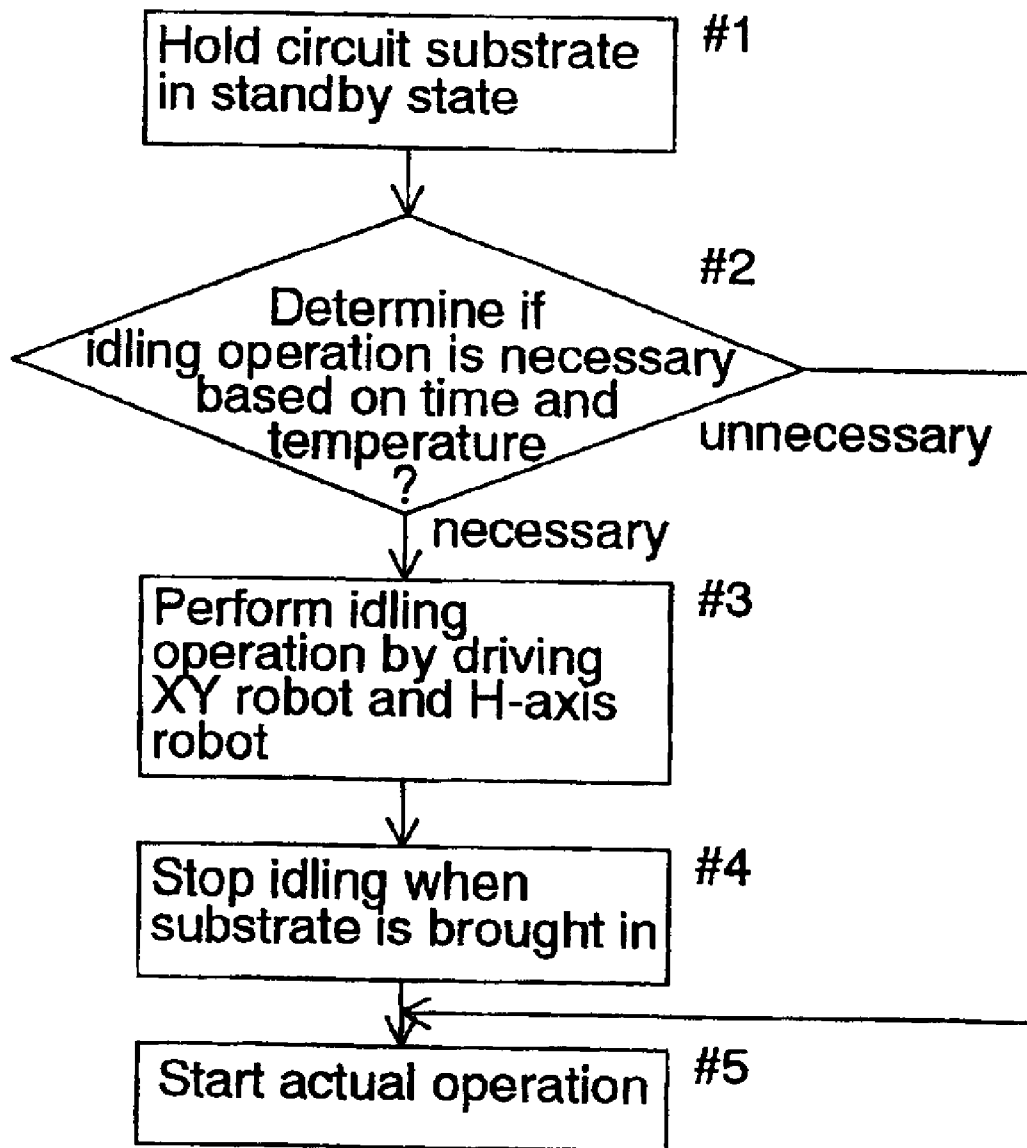 Hold circuit substrate
in standby state
#1
#2
Determine if
idling operation is necessary
based on time and
temperature
?
unnecessary
necessary
#3
Perform idling
operation by driving
XY robot and H-axis
robot
#4
Stop idling when
substrate is brought in
#5
Start actual operation